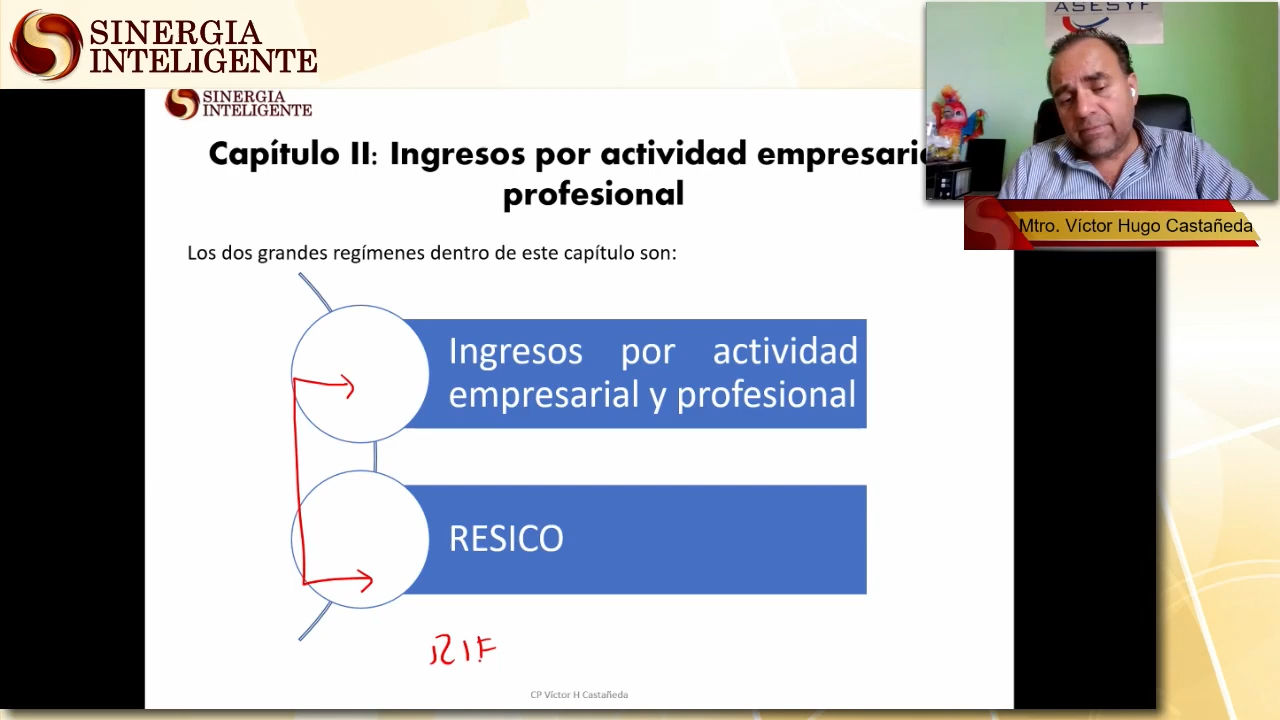 SINERGIA
INTELIGENTE
ASESYF
SINERGIA
INTELIGENTE
Capítulo II: Ingresos por actividad empresari
profesional
Mtro. Víctor Hugo Castañeda
Los dos grandes regímenes dentro de este capítulo son:
Ingresos por actividad
empresarial y profesional
RESICO
RIF
CP Víctor H Castañeda